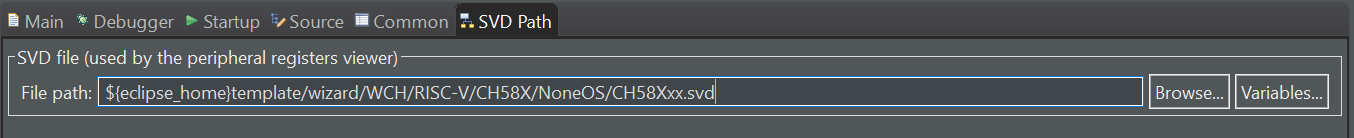 Main Debugger Startup Source Common SVD Path
SVD file (used by the peripheral registers viewer)
File path: ${eclipse_home}template/wizard/WCH/RISC-V/CH58X/NoneOS/CH58Xxx.svd Browse... Variables...